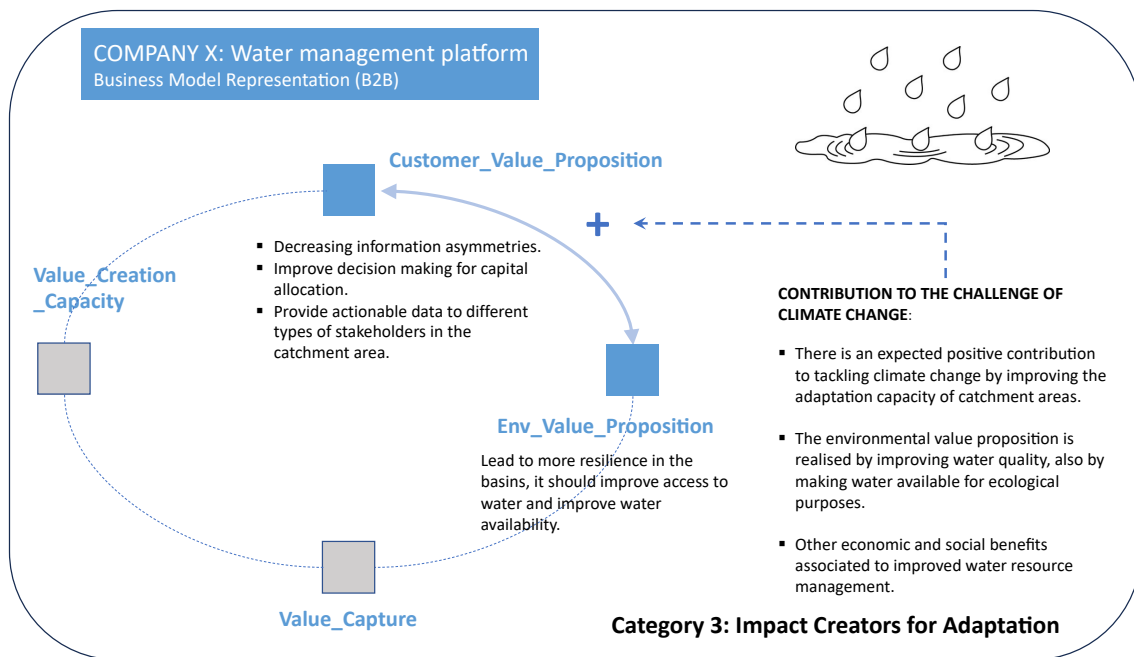 COMPANY X: Water management platform
Business Model Representation (B2B)
Customer_Value_Proposition
+
▪ Decreasing information asymmetries.
▪ Improve decision making for capital
allocation.
▪ Provide actionable data to different
types of stakeholders in the
catchment area.
Value_Creation
_Capacity
Env_Value_Proposition
Lead to more resilience in the
basins, it should improve access to
water and improve water
availability.
Value_Capture
CONTRIBUTION TO THE CHALLENGE OF
CLIMATE CHANGE:
▪ There is an expected positive contribution
to tackling climate change by improving the
adaptation capacity of catchment areas.
▪ The environmental value proposition is
realised by improving water quality, also by
making water available for ecological
purposes.
▪ Other economic and social benefits
associated to improved water resource
management.
Category 3: Impact Creators for Adaptation